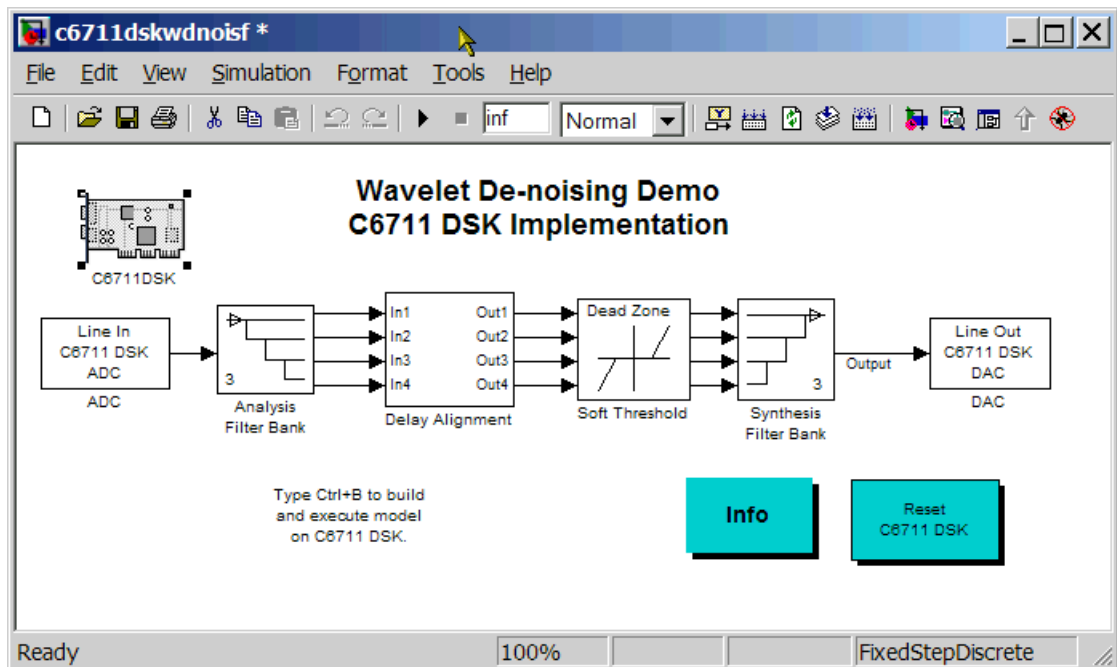 c6711dskwdnoisf *
File Edit View Simulation Format Tools Help
inf
Normal
Wavelet De-noising Demo
C6711 DSK Implementation
C6711DSK
Line In
C6711 DSK
ADC
ADC
3
Analysis
Filter Bank
In1 Out1
In2 Out2
In3 Out3
In4 Out4
Delay Alignment
Dead Zone
Soft Threshold
3
Synthesis
Filter Bank
Output
Line Out
C6711 DSK
DAC
DAC
Type Ctrl+B to build
and execute model
on C6711 DSK.
Info
Reset
C6711 DSK
Ready 100% FixedStepDiscrete